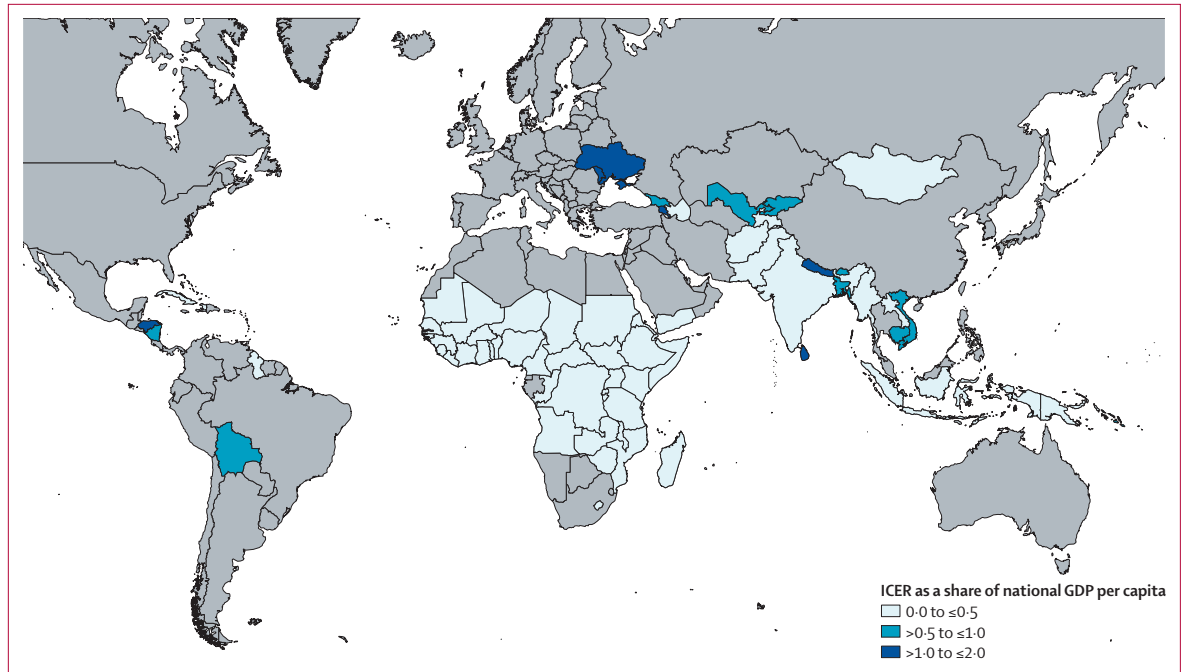 ICER as a share of national GDP per capita
0·0 to ≤0·5
>0·5 to ≤1·0
>1·0 to ≤2·0